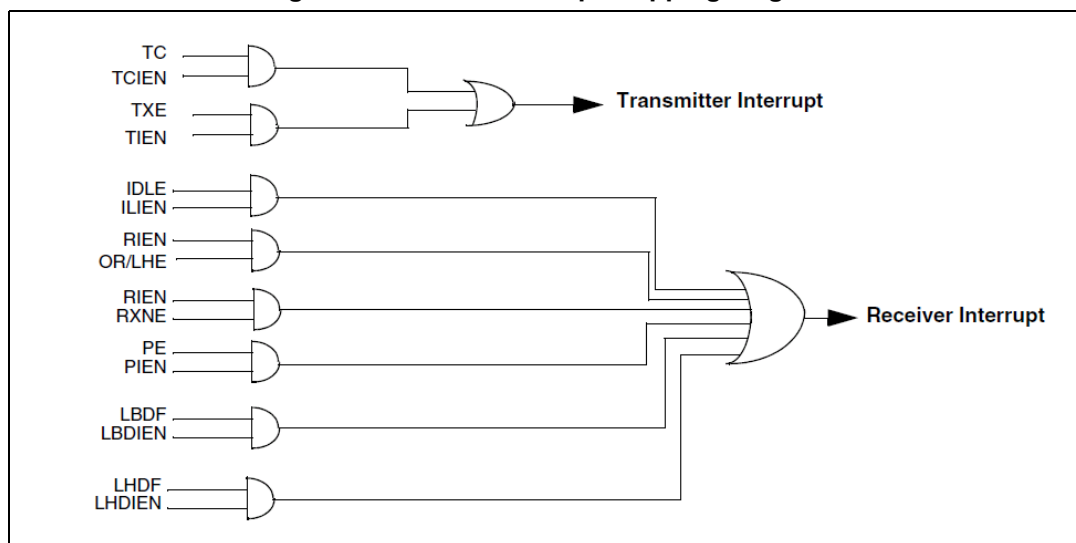 TC
TCIEN
Transmitter Interrupt
TXE
TIEN
IDLE
ILIEN
RIEN
OR/LHE
RIEN
RXNE
Receiver Interrupt
PE
PIEN
LBDF
LBDIEN
LHDF
LHDIEN